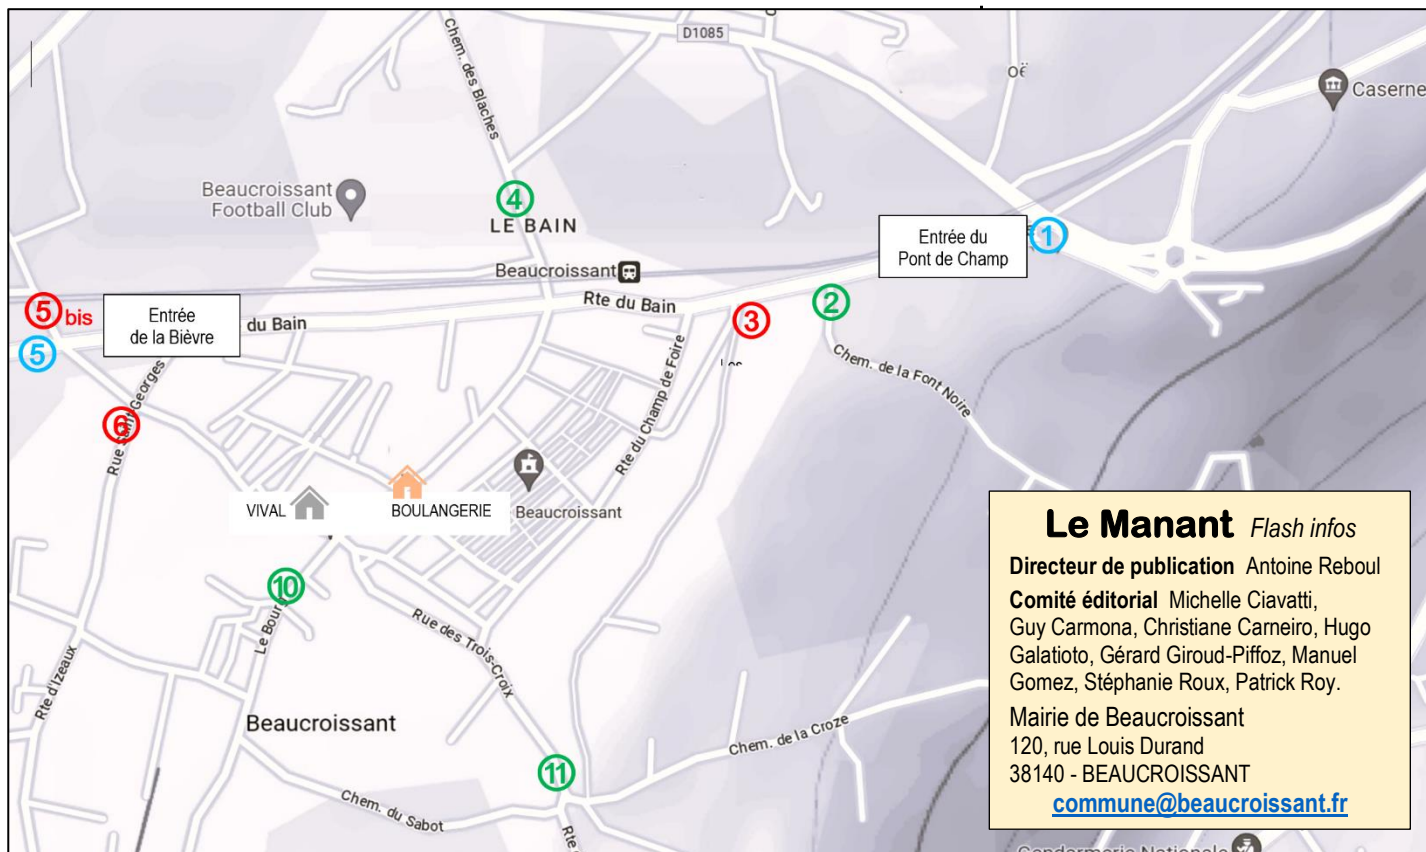 D1085
Chem. des Blaches
oë
Caserne
Beaucroissant
Football Club
4
LE BAIN
Entrée du
Pont de Champ
1
Beaucroissant
Rte du Bain
2
3
5 bis
Entrée
de la Bièvre
du Bain
5
Chem. de la Font Noire
Rte du Champ de Foire
Rue Saint Georges
6
VIVAL
BOULANGERIE
Beaucroissant
10
Le Bourg
Rue des Trois-Croix
Rte d'Izeaux
Beaucroissant
Chem. de la Croze
11
Chem. du Sabot
Rte
Le Manant Flash infos
Directeur de publication Antoine Reboul
Comité éditorial Michelle Ciavatti,
Guy Carmona, Christiane Carneiro, Hugo
Galatioto, Gérard Giroud-Piffoz, Manuel
Gomez, Stéphanie Roux, Patrick Roy.
Mairie de Beaucroissant
120, rue Louis Durand
38140 - BEAUCROISSANT
commune@beaucroissant.fr
Gendarmerie Nationale